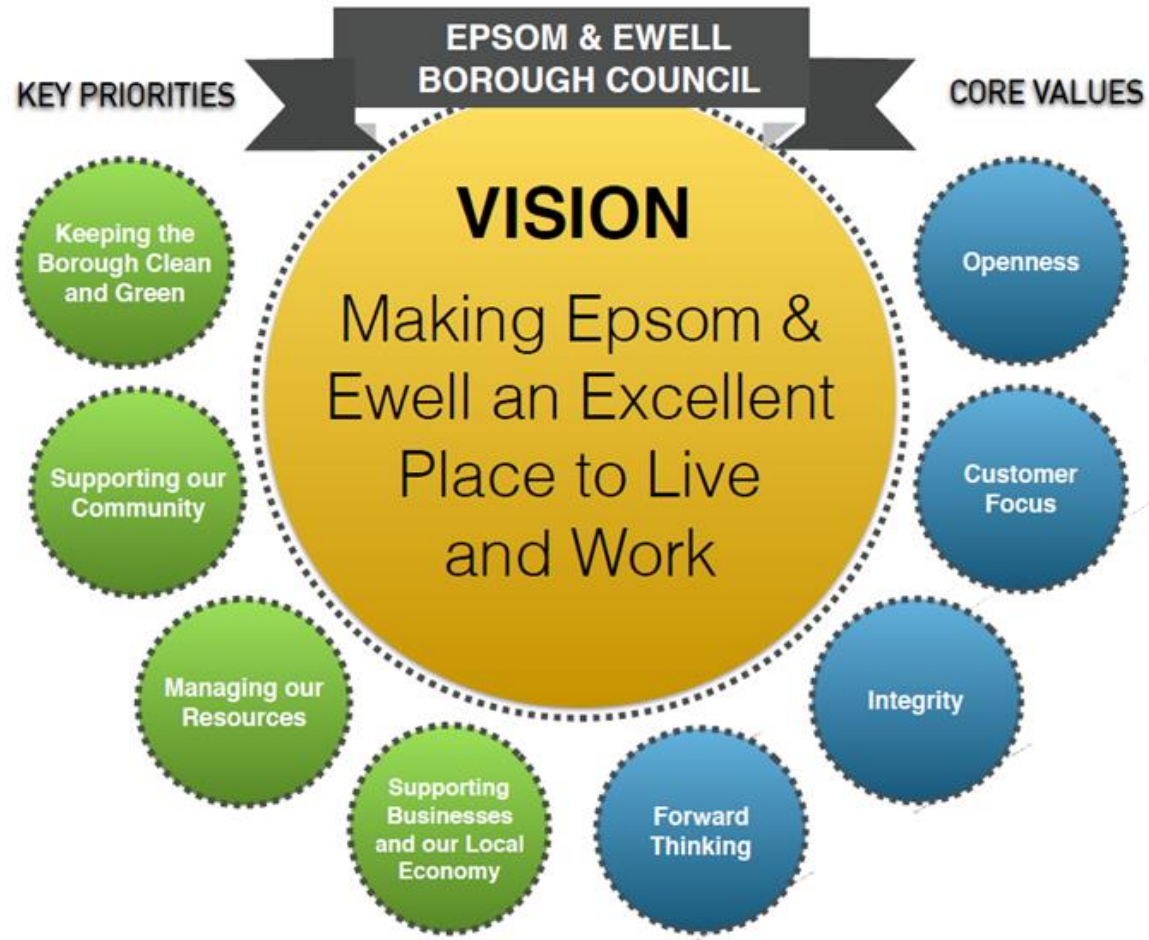 EPSOM & EWELL
BOROUGH COUNCIL
KEY PRIORITIES
CORE VALUES
VISION
Making Epsom &
Ewell an Excellent
Place to Live
and Work
Keeping the
Borough Clean
and Green
Supporting our
Community
Managing our
Resources
Supporting
Businesses
and our Local
Economy
Openness
Customer
Focus
Integrity
Forward
Thinking